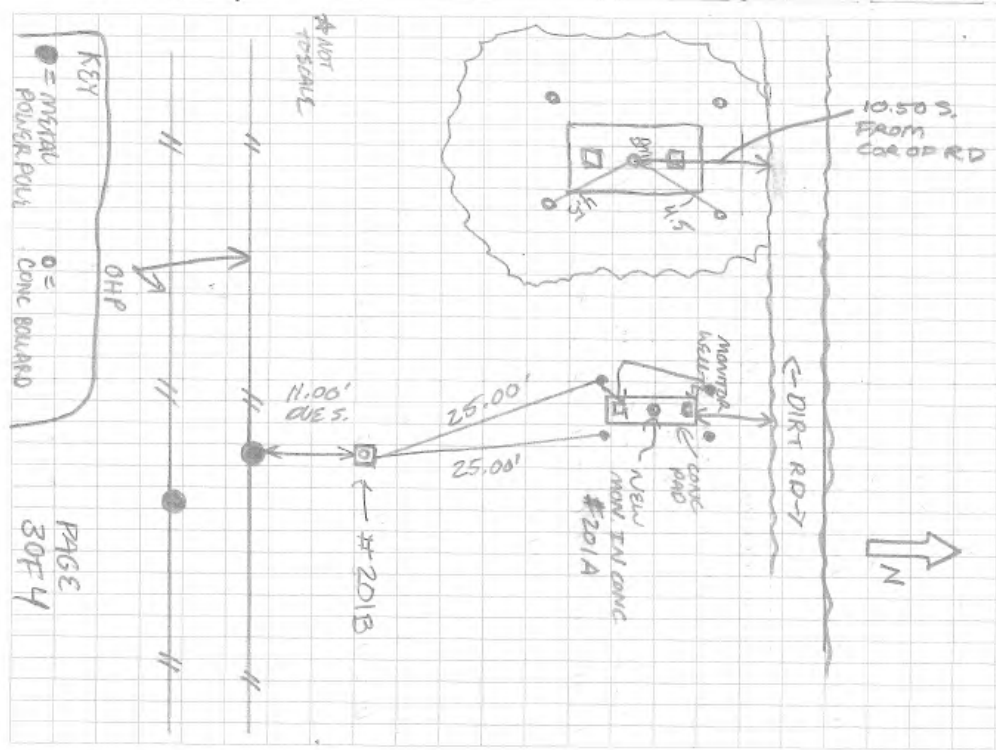 * NOT
TO SCALE
10.50 S.
FROM
COR OF RD
BM
5.5
4.5
MONITOR
WELL
<- DIRT RD ->
N
CONC
PAD
NEW
MON IN CONC
#201A
25.00'
25.00'
11.00'
DUE S.
<- #201B
OHP
KEY
= METAL
POWER POLE
= CONC BOLLARD
PAGE
3 OF 4